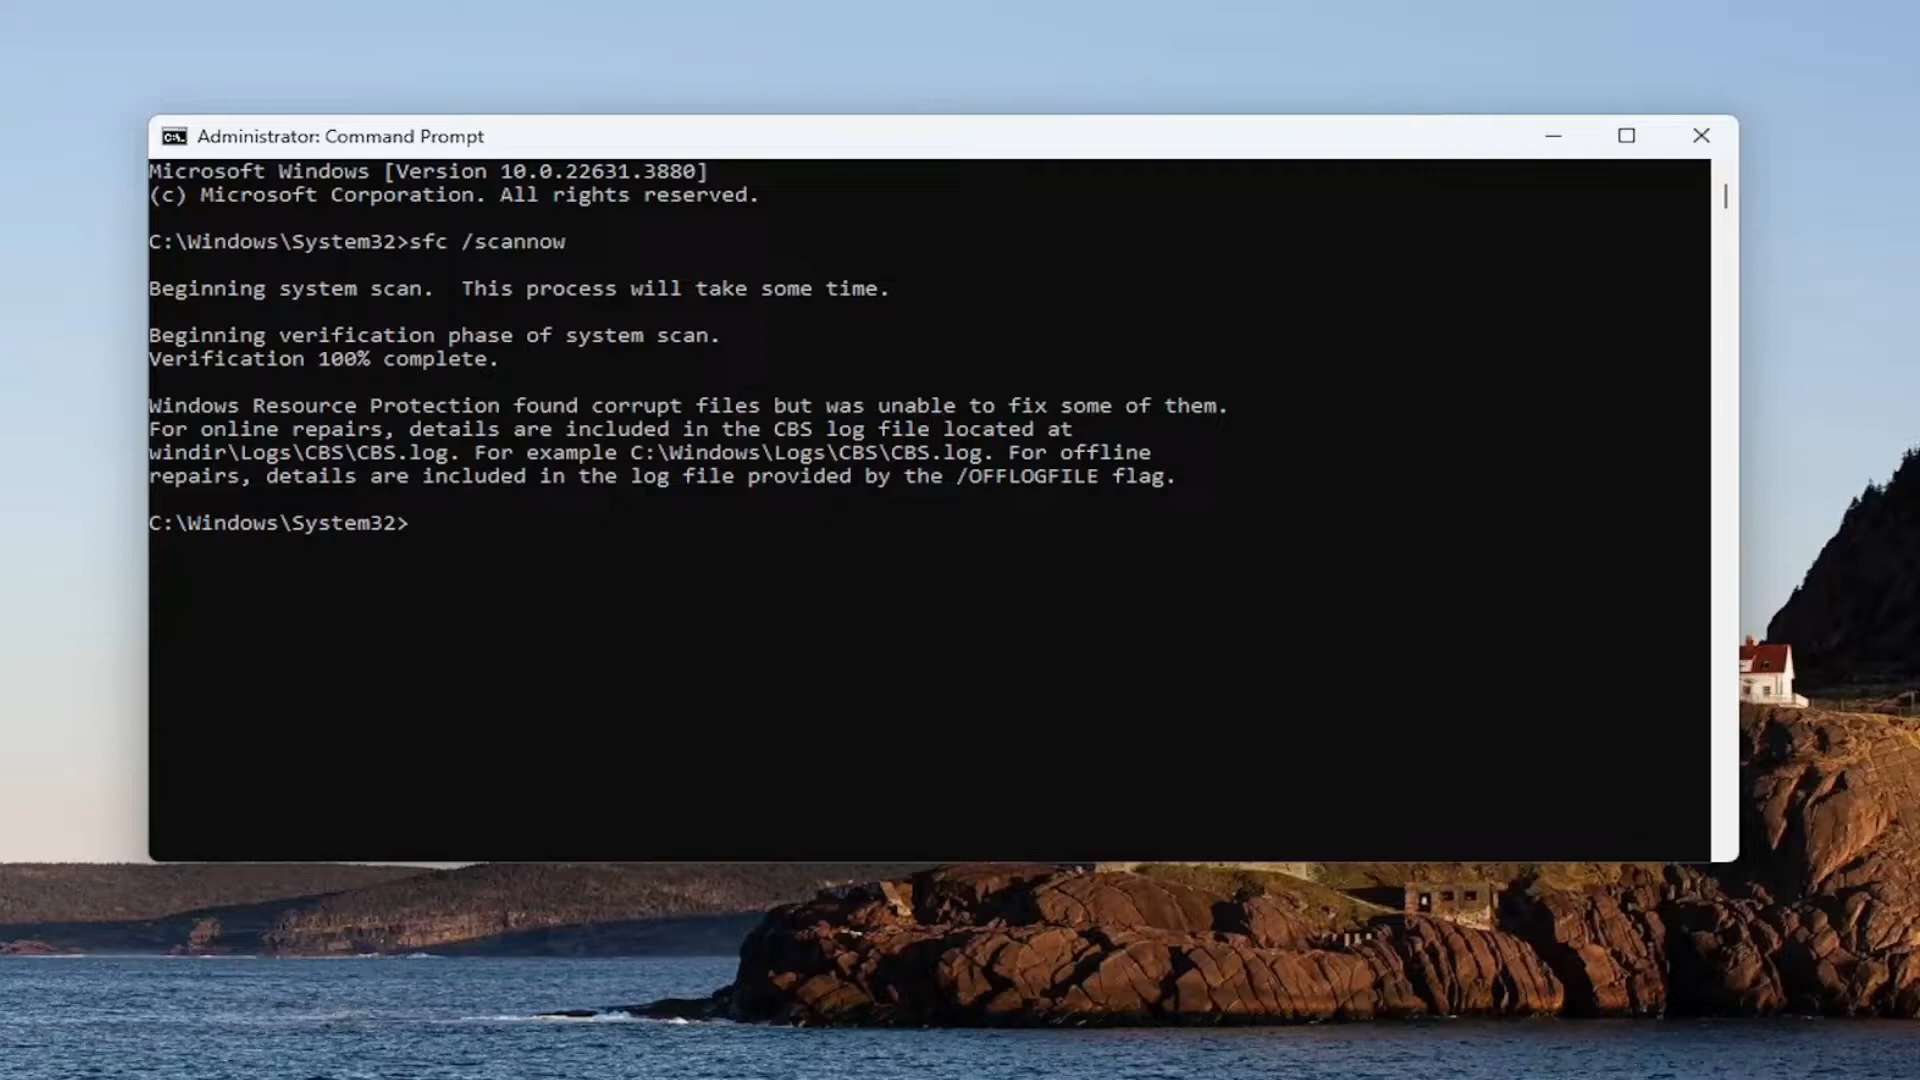 Administrator: Command Prompt
Microsoft Windows [Version 10.0.22631.3880]
(c) Microsoft Corporation. All rights reserved.
C:\Windows\System32>sfc /scannow
Beginning system scan.  This process will take some time.
Beginning verification phase of system scan.
Verification 100% complete.
Windows Resource Protection found corrupt files but was unable to fix some of them.
For online repairs, details are included in the CBS log file located at
windir\Logs\CBS\CBS.log. For example C:\Windows\Logs\CBS\CBS.log. For offline
repairs, details are included in the log file provided by the /OFFLOGFILE flag.
C:\Windows\System32>